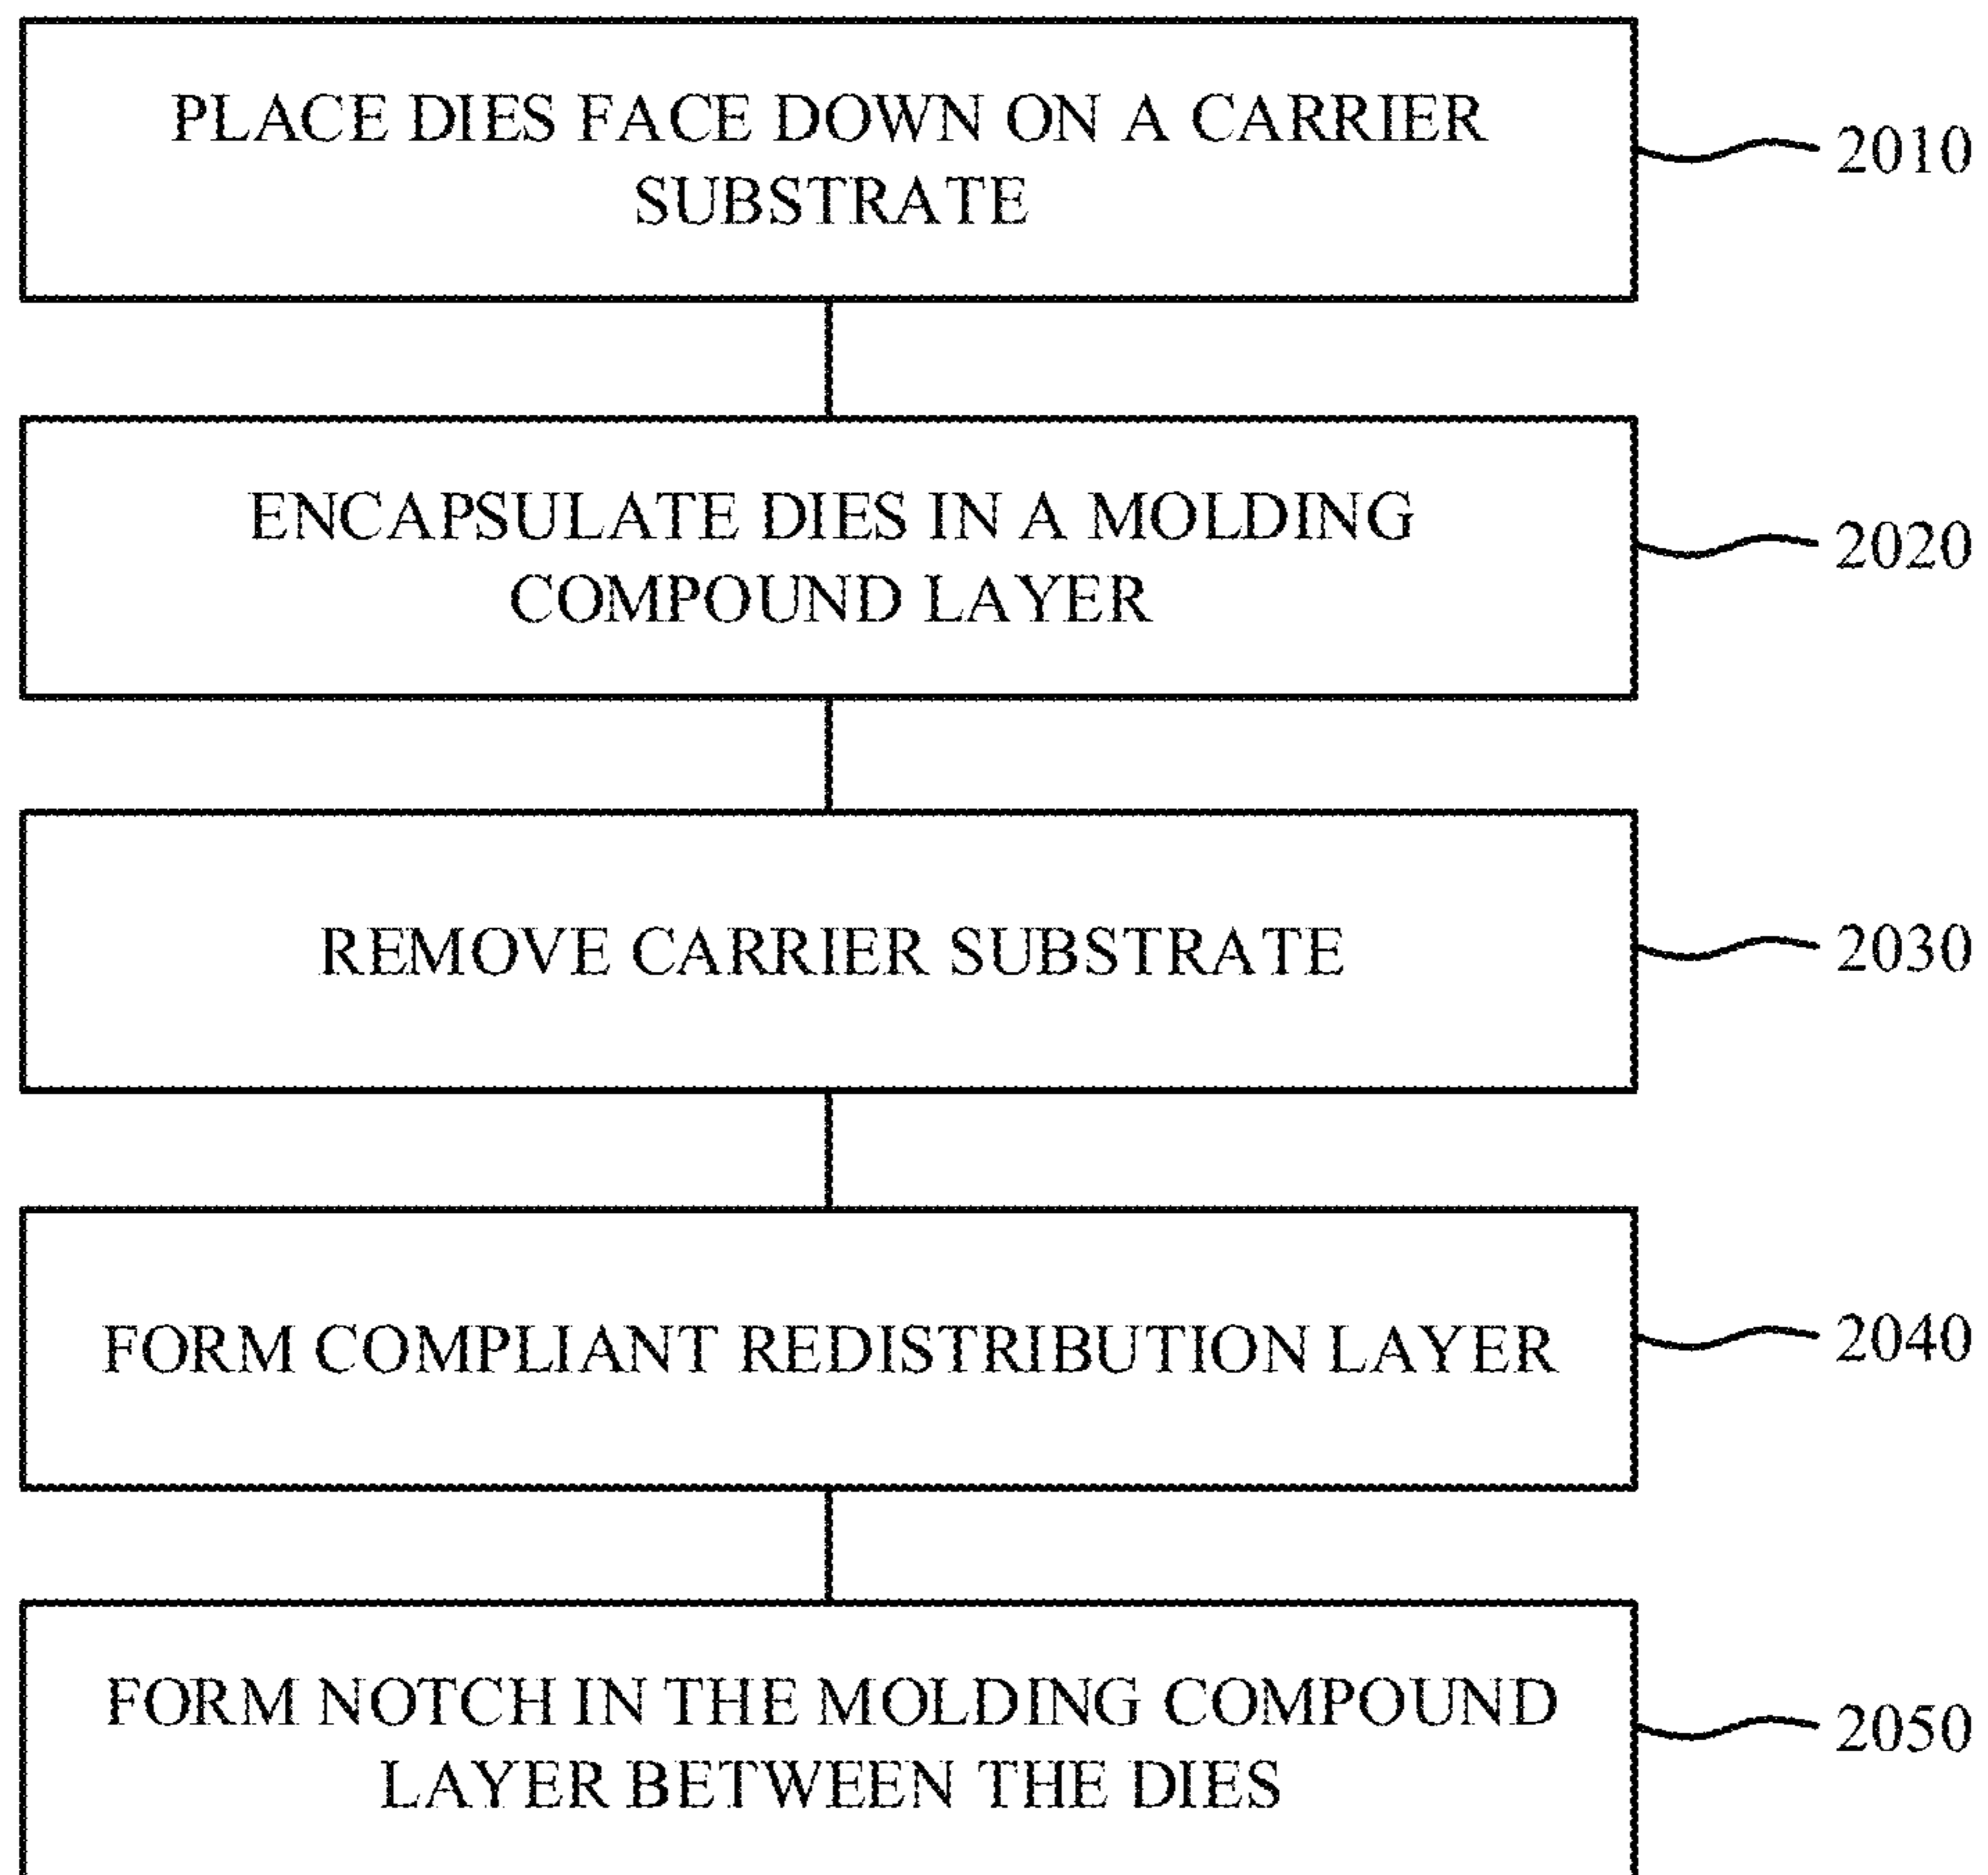 PLACE DIES FACE DOWN ON A CARRIER
SUBSTRATE
2010
ENCAPSULATE DIES IN A MOLDING
COMPOUND LAYER
2020
REMOVE CARRIER SUBSTRATE
2030
FORM COMPLIANT REDISTRIBUTION LAYER
2040
FORM NOTCH IN THE MOLDING COMPOUND
LAYER BETWEEN THE DIES
2050